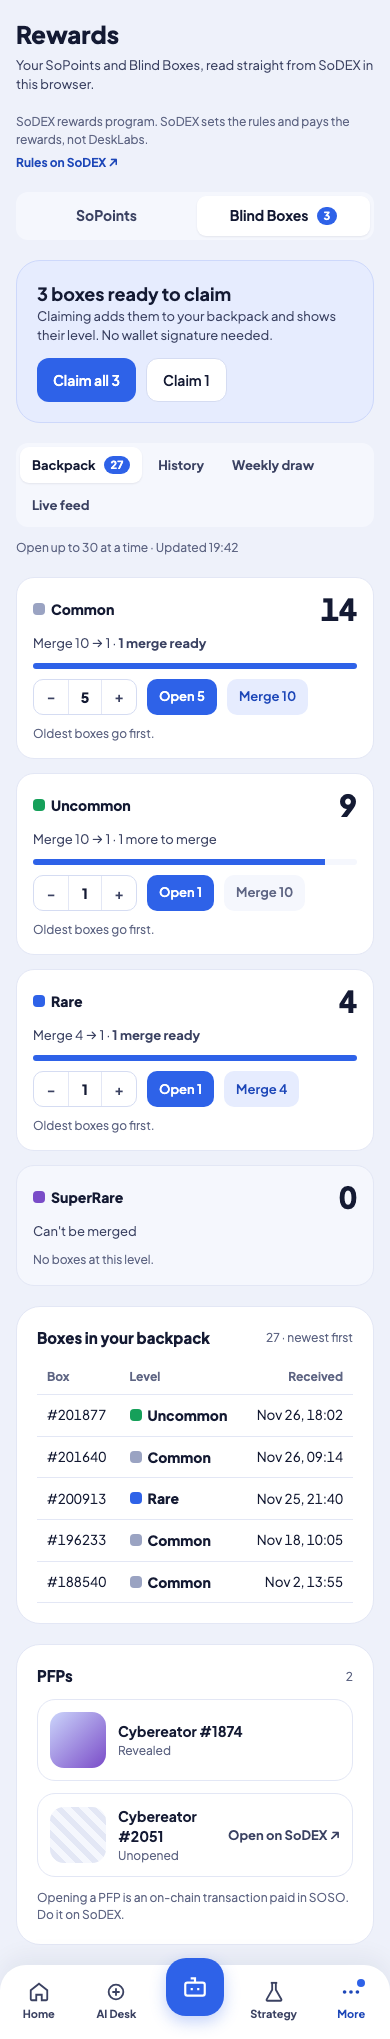 Rewards
Your SoPoints and Blind Boxes, read straight from SoDEX in
this browser.
SoDEX rewards program. SoDEX sets the rules and pays the
rewards, not DeskLabs.
Rules on SoDEX ↗
SoPoints
Blind Boxes 3
3 boxes ready to claim
Claiming adds them to your backpack and shows
their level. No wallet signature needed.
Claim all 3
Claim 1
Backpack 27
History
Weekly draw
Live feed
Open up to 30 at a time · Updated 19:42
Common 14
Merge 10 → 1 · 1 merge ready
− 5 + Open 5 Merge 10
Oldest boxes go first.
Uncommon 9
Merge 10 → 1 · 1 more to merge
− 1 + Open 1 Merge 10
Oldest boxes go first.
Rare 4
Merge 4 → 1 · 1 merge ready
− 1 + Open 1 Merge 4
Oldest boxes go first.
SuperRare 0
Can't be merged
No boxes at this level.
Boxes in your backpack 27 · newest first
Box Level Received
#201877 Uncommon Nov 26, 18:02
#201640 Common Nov 26, 09:14
#200913 Rare Nov 25, 21:40
#196233 Common Nov 18, 10:05
#188540 Common Nov 2, 13:55
PFPs 2
Cybereator #1874
Revealed
Cybereator
#2051
Unopened
Open on SoDEX ↗
Opening a PFP is an on-chain transaction paid in SOSO.
Do it on SoDEX.
Home
AI Desk
Strategy
More